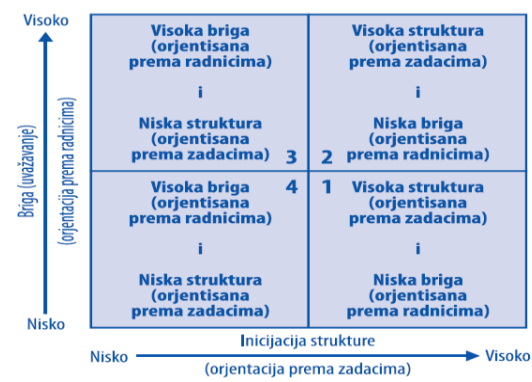 Visoko
Briga (uvažavanje)
(orjentacija prema radnicima)
Nisko
Visoka briga
(orjentisana
prema radnicima)
i
Niska struktura
(orjentisana
prema zadacima)
3
Visoka struktura
(orjentisana
prema zadacima)
i
Niska briga
(orjentisana
prema radnicima)
2
Visoka briga
(orjentisana
prema radnicima)
i
Niska struktura
(orjentisana
prema zadacima)
4
Visoka struktura
(orjentisana
prema zadacima)
i
Niska briga
(orjentisana
prema radnicima)
1
Inicijacija strukture
Nisko
Visoko
(orjentacija prema zadacima)